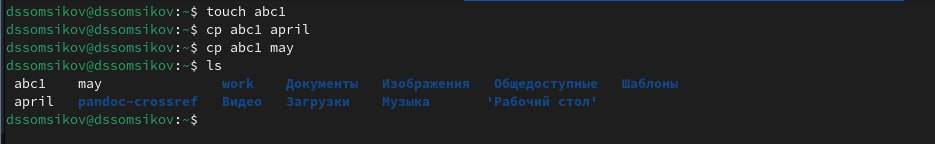 dssomsikov@dssomsikov:~$ touch abc1
dssomsikov@dssomsikov:~$ cp abc1 april
dssomsikov@dssomsikov:~$ cp abc1 may
dssomsikov@dssomsikov:~$ ls
abc1 may work Документы Изображения Общедоступные Шаблоны
april pandoc-crossref Видео Загрузки Музыка 'Рабочий стол'
dssomsikov@dssomsikov:~$